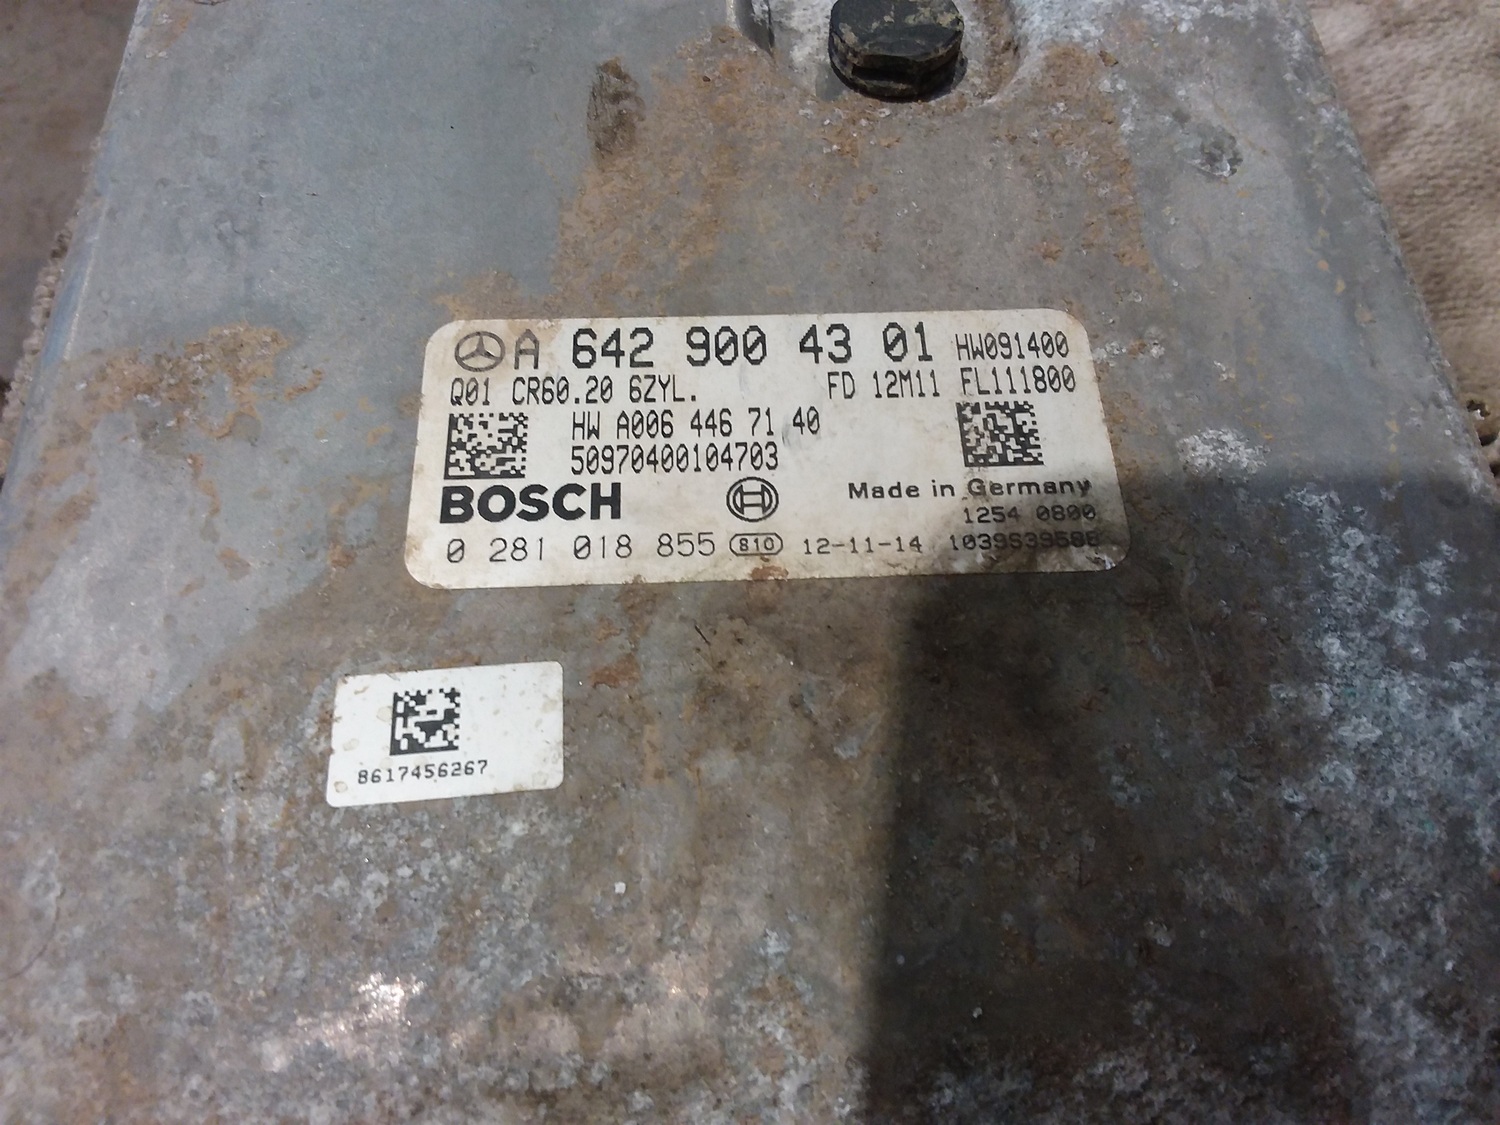 A 642 900 43 01 HW091400
Q01 CR60.20 6ZYL. FD 12M11 FL111800
HW A006 446 71 40
50970400104703
BOSCH Made in Germany
1254 0800
0 281 018 855 810 12-11-14
8617456267